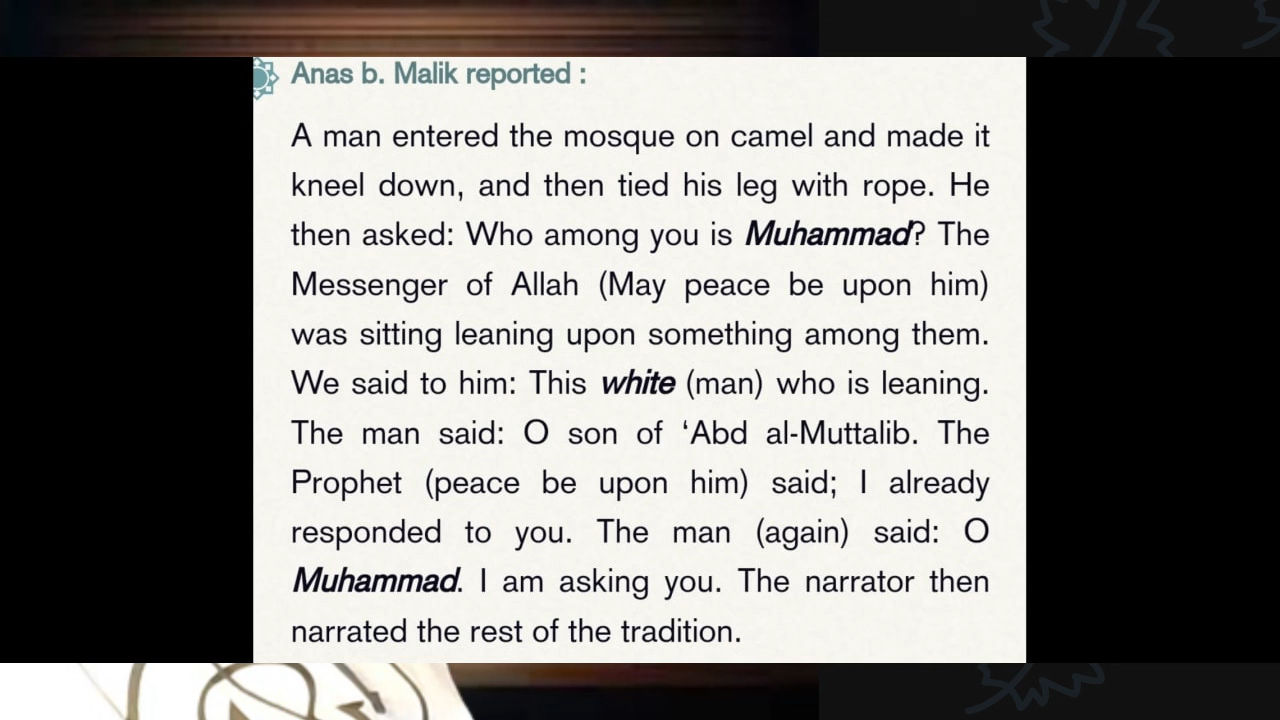 Anas b. Malik reported :
A man entered the mosque on camel and made it
kneel down, and then tied his leg with rope. He
then asked: Who among you is Muhammad? The
Messenger of Allah (May peace be upon him)
was sitting leaning upon something among them.
We said to him: This white (man) who is leaning.
The man said: O son of ‘Abd al-Muttalib. The
Prophet (peace be upon him) said; I already
responded to you. The man (again) said: O
Muhammad. I am asking you. The narrator then
narrated the rest of the tradition.